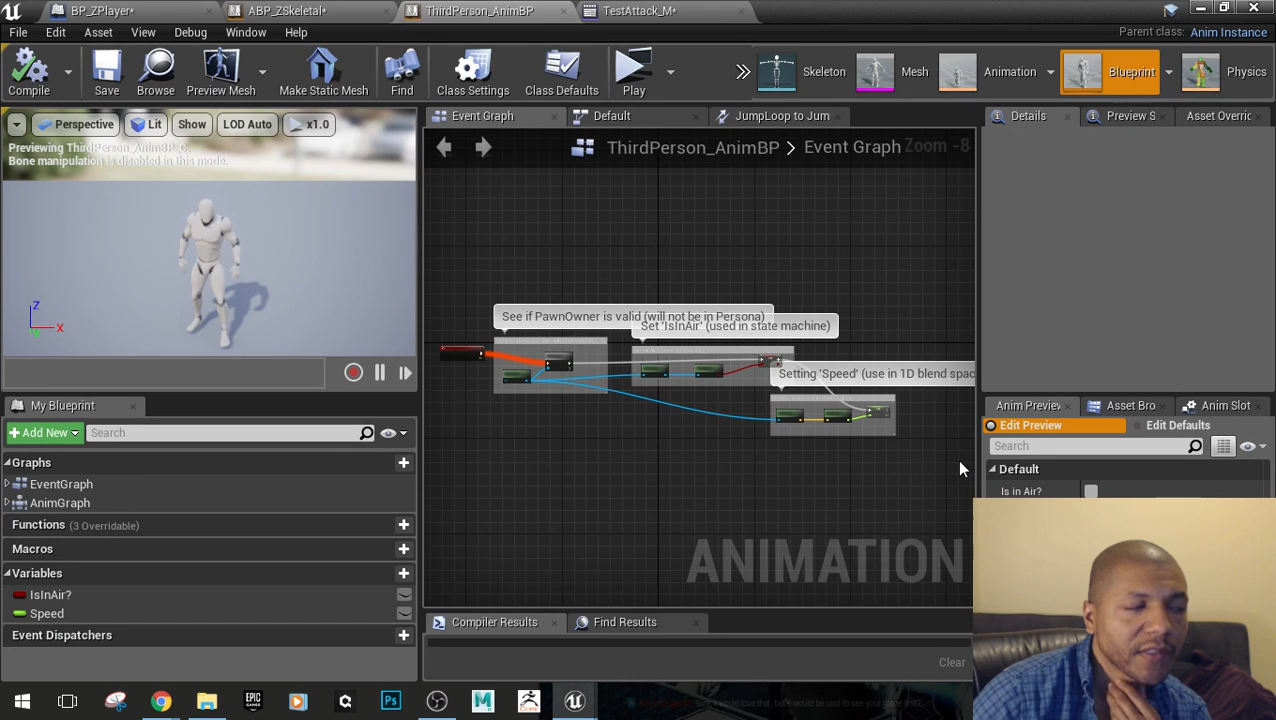 BP_ZPlayer*
ABP_ZSkeletal*
ThirdPerson_AnimBP
TestAttack_M*
File Edit Asset View Debug Window Help
Parent class: Anim Instance
Compile
Save
Browse
Preview Mesh
Make Static Mesh
Find
Class Settings
Class Defaults
Play
Skeleton
Mesh
Animation
Blueprint
Physics
Perspective
Lit
Show
LOD Auto
x1.0
Previewing ThirdPerson_AnimBP_C.
Bone manipulation is disabled in this mode.
Z
X
Event Graph
Default
JumpLoop to Jum
Details
Preview S
Asset Overric
ThirdPerson_AnimBP > Event Graph
Zoom -8
See if PawnOwner is valid (will not be in Persona)
Set 'IsInAir' (used in state machine)
Setting 'Speed' (use in 1D blend spac
ANIMATION
My Blueprint
Add New
Search
Graphs
EventGraph
AnimGraph
Functions (3 Overridable)
Macros
Variables
IsInAir?
Speed
Event Dispatchers
Anim Preview
Asset Bro
Anim Slot
Edit Preview
Edit Defaults
Search
Default
Is in Air?
Compiler Results
Find Results
Clear
EPIC
GAMES
Ps
M